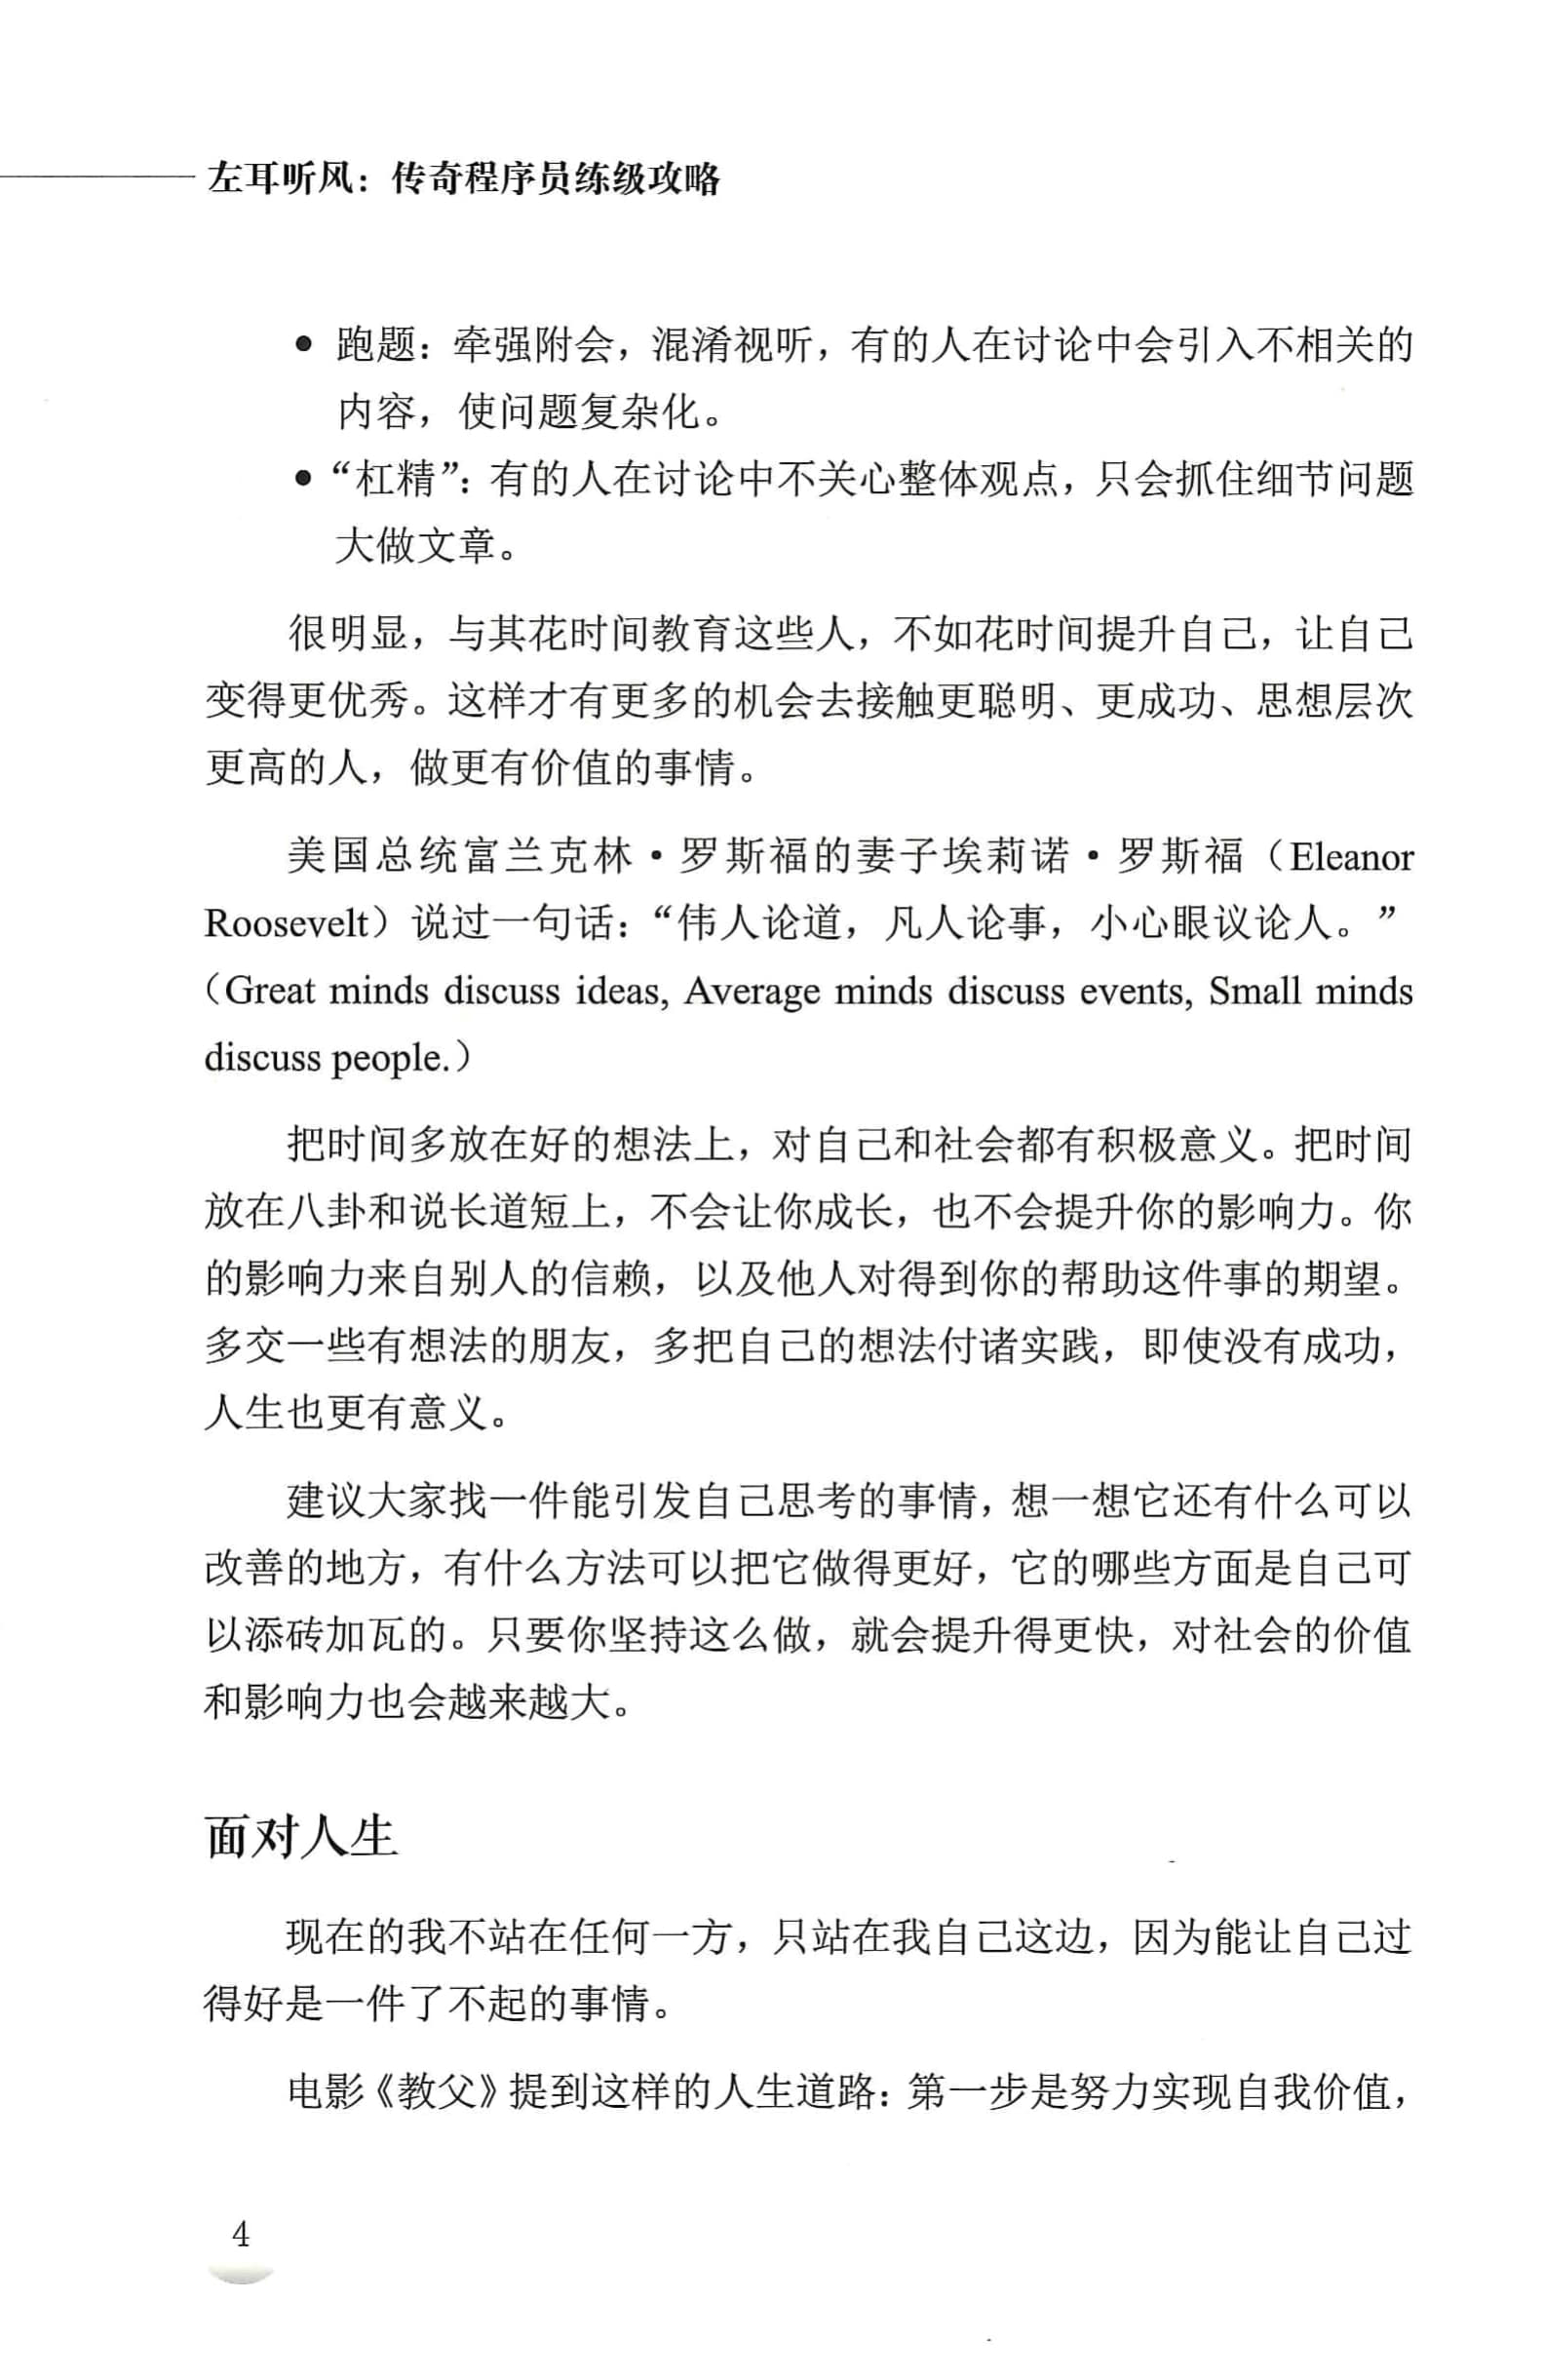 左耳听风：传奇程序员练级攻略
● 跑题：牵强附会，混淆视听，有的人在讨论中会引入不相关的
内容，使问题复杂化。
● “杠精”：有的人在讨论中不关心整体观点，只会抓住细节问题
大做文章。
很明显，与其花时间教育这些人，不如花时间提升自己，让自己
变得更优秀。这样才有更多的机会去接触更聪明、更成功、思想层次
更高的人，做更有价值的事情。
美国总统富兰克林·罗斯福的妻子埃莉诺·罗斯福（Eleanor
Roosevelt）说过一句话：“伟人论道，凡人论事，小心眼议论人。”
（Great minds discuss ideas, Average minds discuss events, Small minds
discuss people.）
把时间多放在好的想法上，对自己和社会都有积极意义。把时间
放在八卦和说长道短上，不会让你成长，也不会提升你的影响力。你
的影响力来自别人的信赖，以及他人对得到你的帮助这件事的期望。
多交一些有想法的朋友，多把自己的想法付诸实践，即使没有成功，
人生也更有意义。
建议大家找一件能引发自己思考的事情，想一想它还有什么可以
改善的地方，有什么方法可以把它做得更好，它的哪些方面是自己可
以添砖加瓦的。只要你坚持这么做，就会提升得更快，对社会的价值
和影响力也会越来越大。
面对人生
现在的我不站在任何一方，只站在我自己这边，因为能让自己过
得好是一件了不起的事情。
电影《教父》提到这样的人生道路：第一步是努力实现自我价值，
4